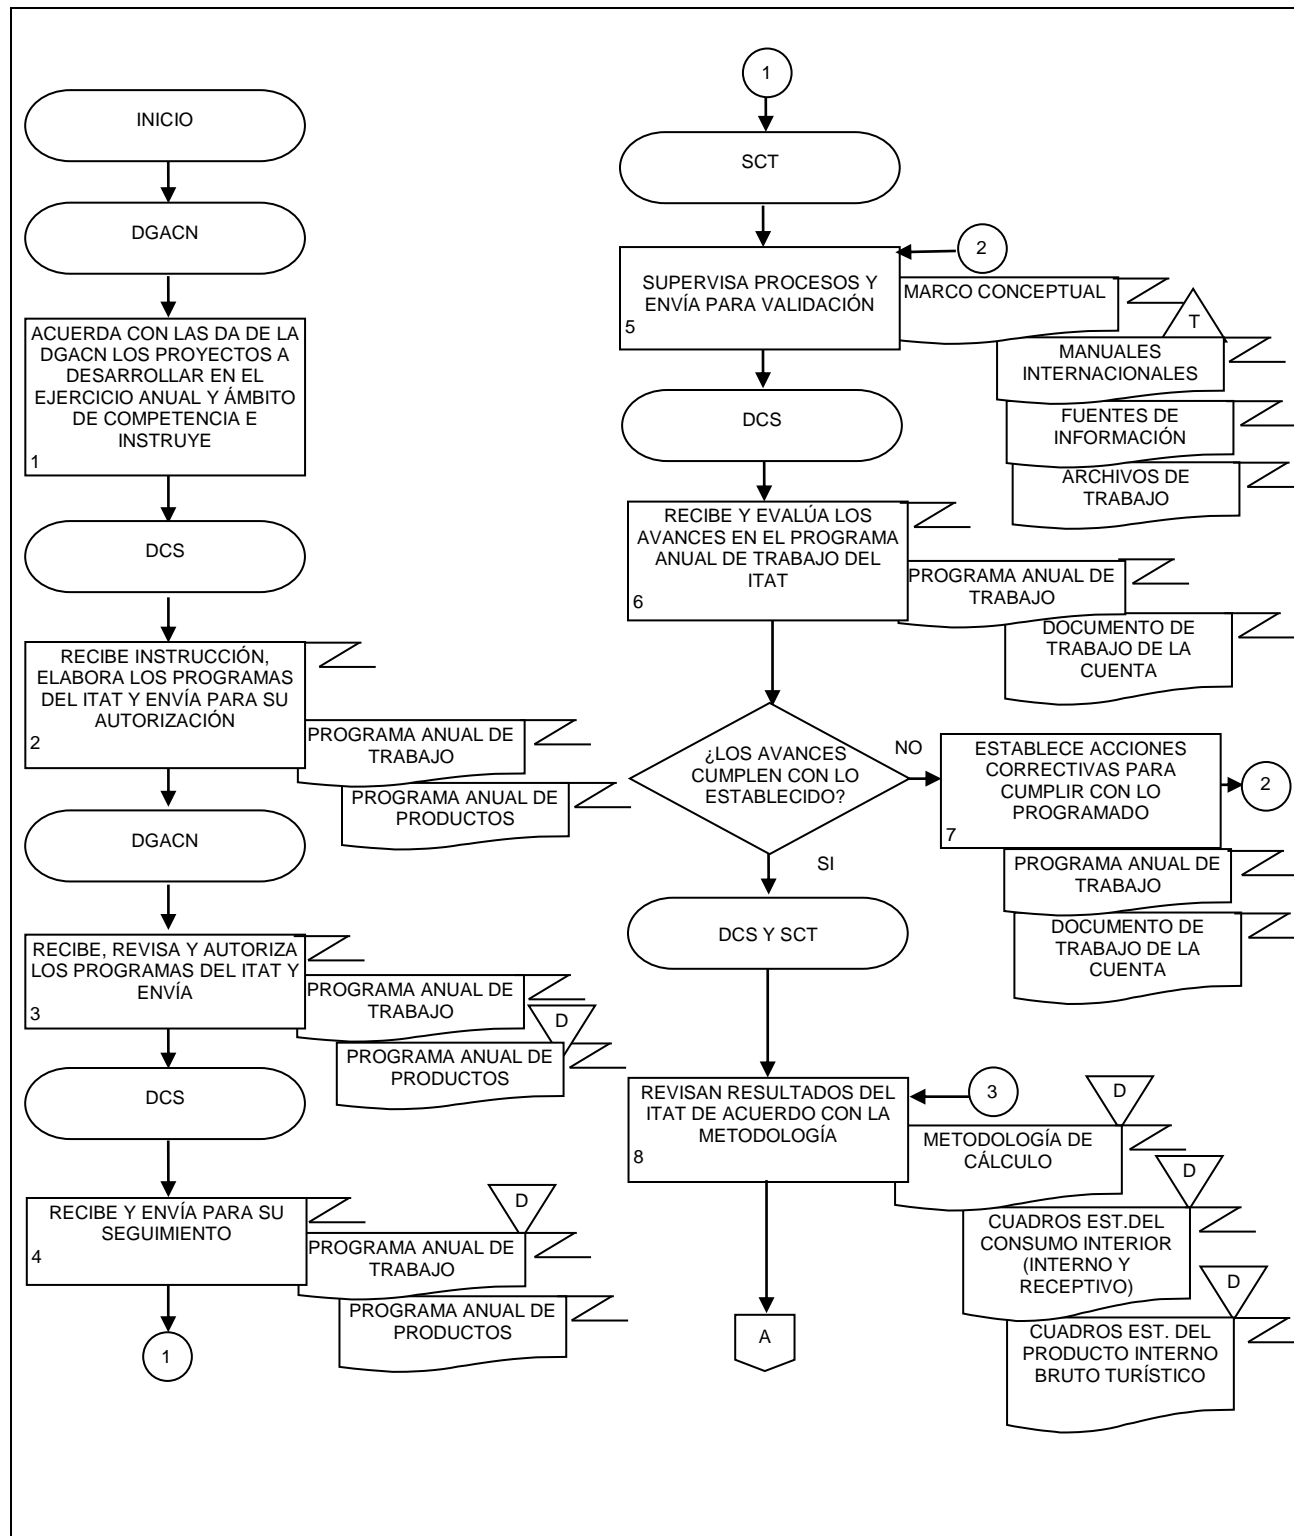 INICIO
DGACN
ACUERDA CON LAS DA DE LA
DGACN LOS PROYECTOS A
DESARROLLAR EN EL
EJERCICIO ANUAL Y ÁMBITO
DE COMPETENCIA E
INSTRUYE
1
DCS
RECIBE INSTRUCCIÓN,
ELABORA LOS PROGRAMAS
DEL ITAT Y ENVÍA PARA SU
AUTORIZACIÓN
2
PROGRAMA ANUAL DE
TRABAJO
PROGRAMA ANUAL DE
PRODUCTOS
DGACN
RECIBE, REVISA Y AUTORIZA
LOS PROGRAMAS DEL ITAT Y
ENVÍA
3
PROGRAMA ANUAL DE
TRABAJO
D
PROGRAMA ANUAL DE
PRODUCTOS
DCS
RECIBE Y ENVÍA PARA SU
SEGUIMIENTO
4
D
PROGRAMA ANUAL DE
TRABAJO
PROGRAMA ANUAL DE
PRODUCTOS
1
1
SCT
2
SUPERVISA PROCESOS Y
ENVÍA PARA VALIDACIÓN
5
MARCO CONCEPTUAL
T
MANUALES
INTERNACIONALES
FUENTES DE
INFORMACIÓN
ARCHIVOS DE
TRABAJO
DCS
RECIBE Y EVALÚA LOS
AVANCES EN EL PROGRAMA
ANUAL DE TRABAJO DEL
ITAT
6
PROGRAMA ANUAL DE
TRABAJO
DOCUMENTO DE
TRABAJO DE LA
CUENTA
¿LOS AVANCES
CUMPLEN CON LO
ESTABLECIDO?
NO
ESTABLECE ACCIONES
CORRECTIVAS PARA
CUMPLIR CON LO
PROGRAMADO
7
2
PROGRAMA ANUAL DE
TRABAJO
DOCUMENTO DE
TRABAJO DE LA
CUENTA
SI
DCS Y SCT
REVISAN RESULTADOS DEL
ITAT DE ACUERDO CON LA
METODOLOGÍA
8
3
D
METODOLOGÍA DE
CÁLCULO
D
CUADROS EST.DEL
CONSUMO INTERIOR
(INTERNO Y
RECEPTIVO)
D
CUADROS EST. DEL
PRODUCTO INTERNO
BRUTO TURÍSTICO
A